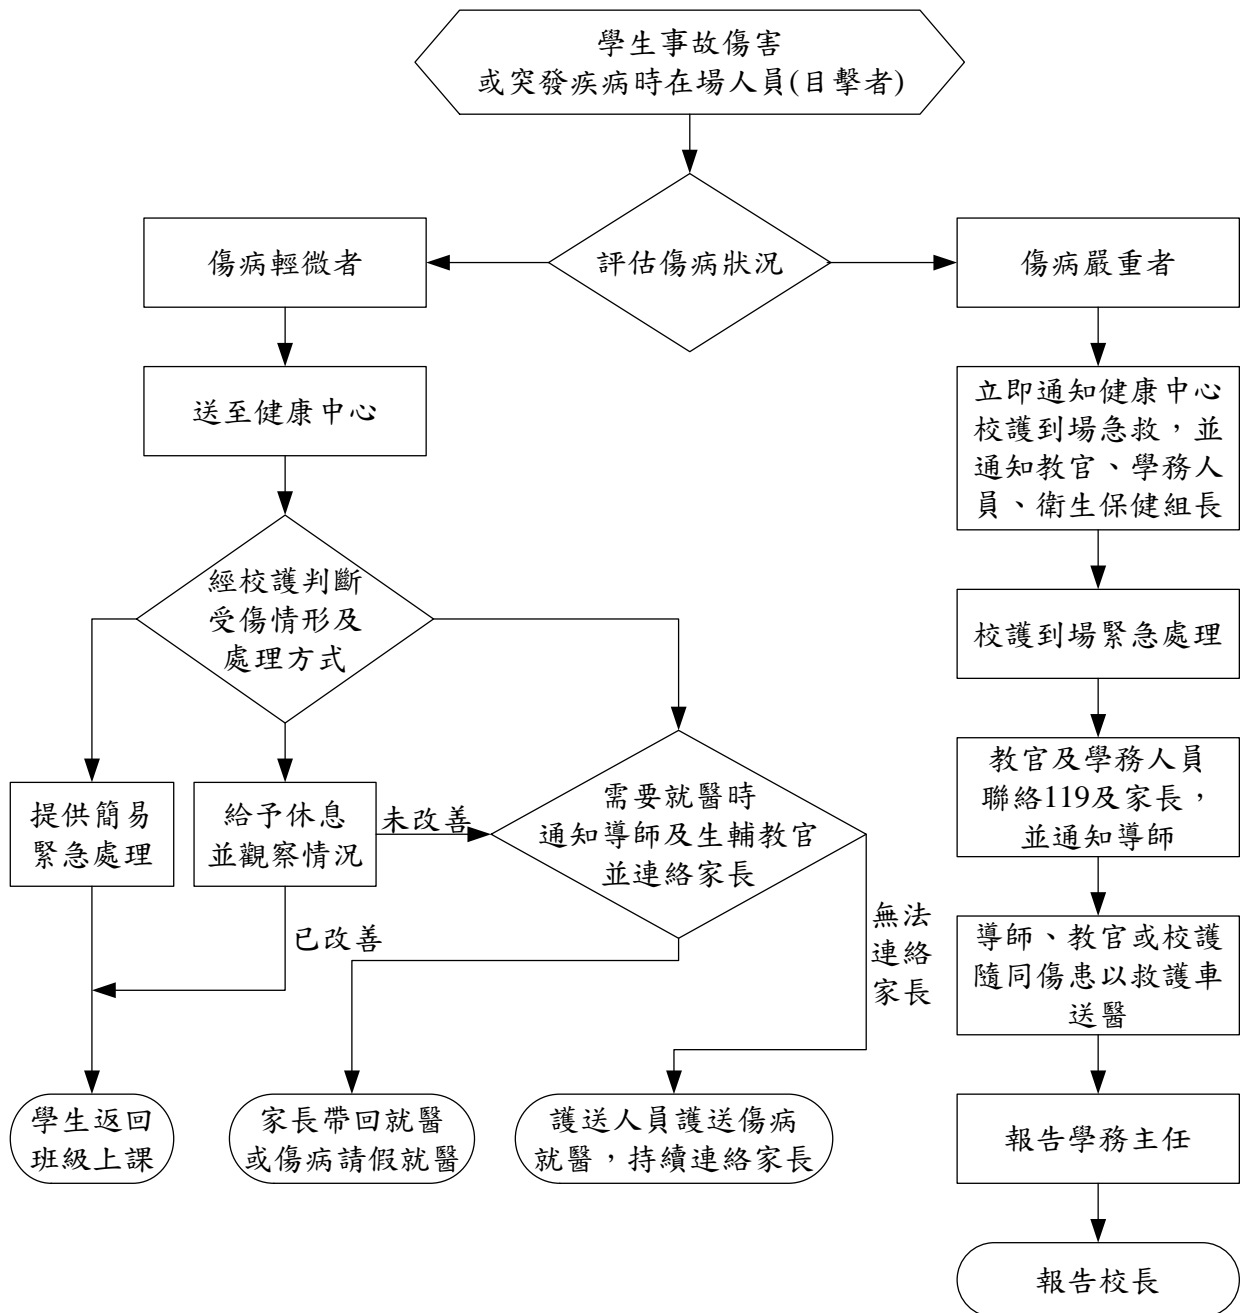 學生事故傷害
或突發疾病時在場人員(目擊者)
傷病輕微者
評估傷病狀況
傷病嚴重者
送至健康中心
立即通知健康中心
校護到場急救，並
通知教官、學務人
員、衛生保健組長
經校護判斷
受傷情形及
處理方式
校護到場緊急處理
提供簡易
緊急處理
給予休息
並觀察情況
未改善
需要就醫時
通知導師及生輔教官
並連絡家長
教官及學務人員
聯絡119及家長，
並通知導師
已改善
無法
連絡
家長
導師、教官或校護
隨同傷患以救護車
送醫
學生返回
班級上課
家長帶回就醫
或傷病請假就醫
護送人員護送傷病
就醫，持續連絡家長
報告學務主任
報告校長